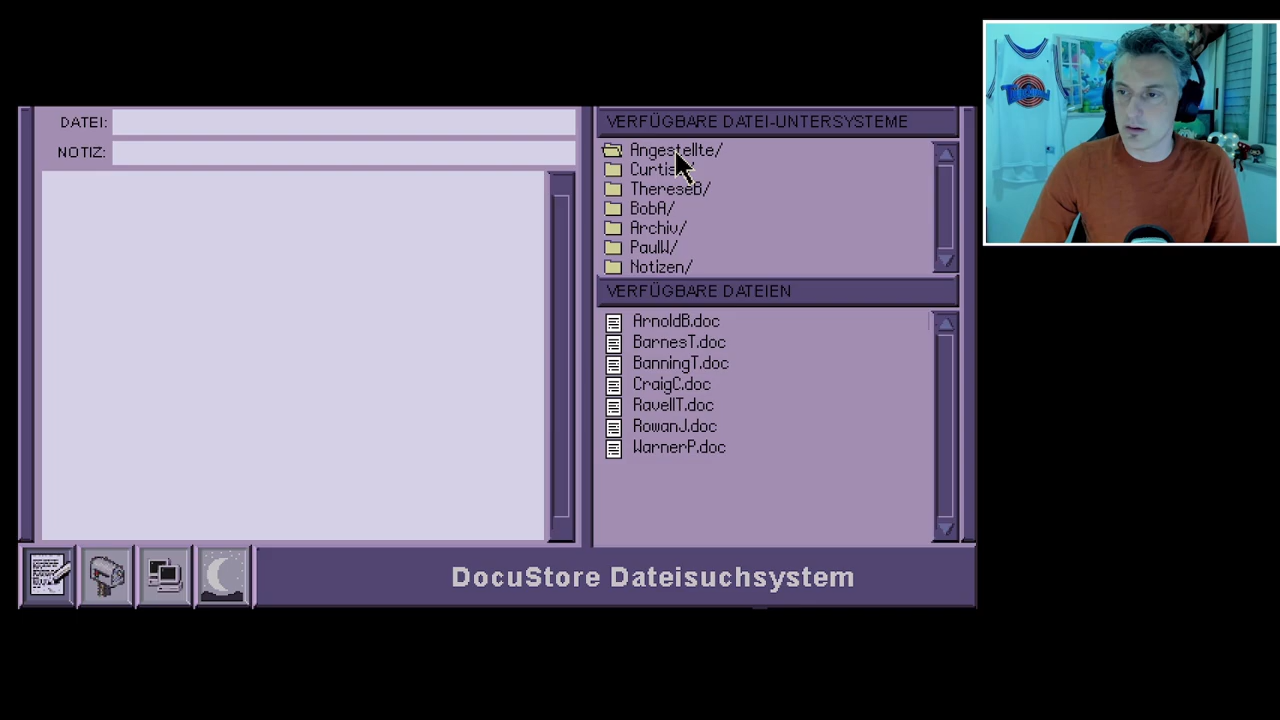 DATEI:
NOTIZ:
VERFÜGBARE DATEI-UNTERSYSTEME
Angestellte/
Curtis
ThereseB/
BobA/
Archiv/
PaulW/
Notizen/
VERFÜGBARE DATEIEN
ArnoldB.doc
BarnesT.doc
BanningT.doc
CraigC.doc
RavellT.doc
RowanJ.doc
WarnerP.doc
DocuStore Dateisuchsystem